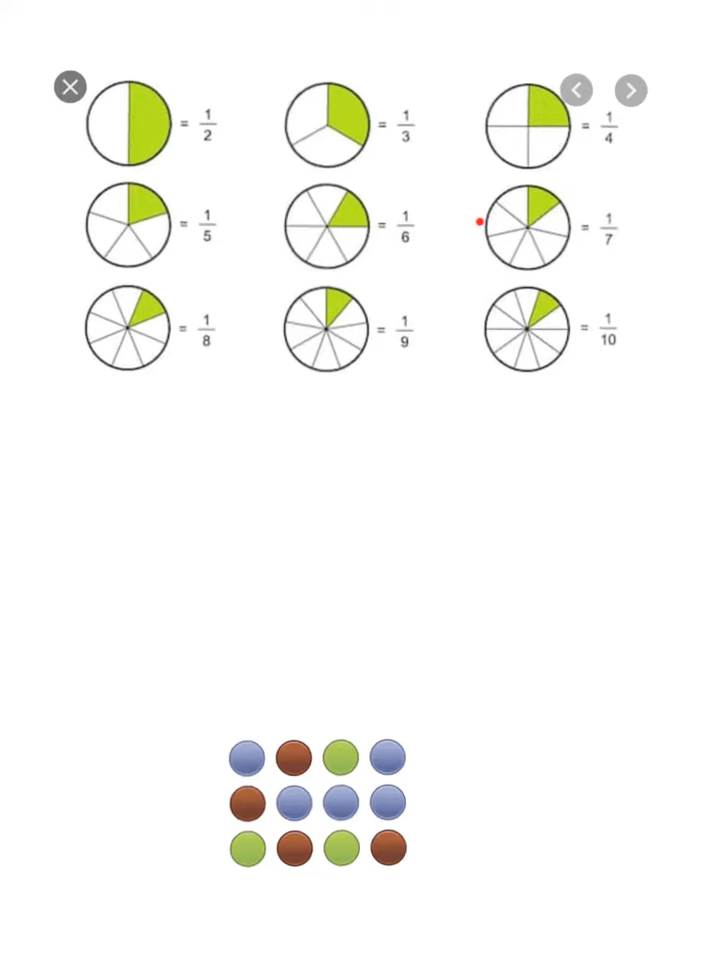 = 1/2 = 1/3 = 1/4
= 1/5 = 1/6 = 1/7
= 1/8 = 1/9 = 1/10